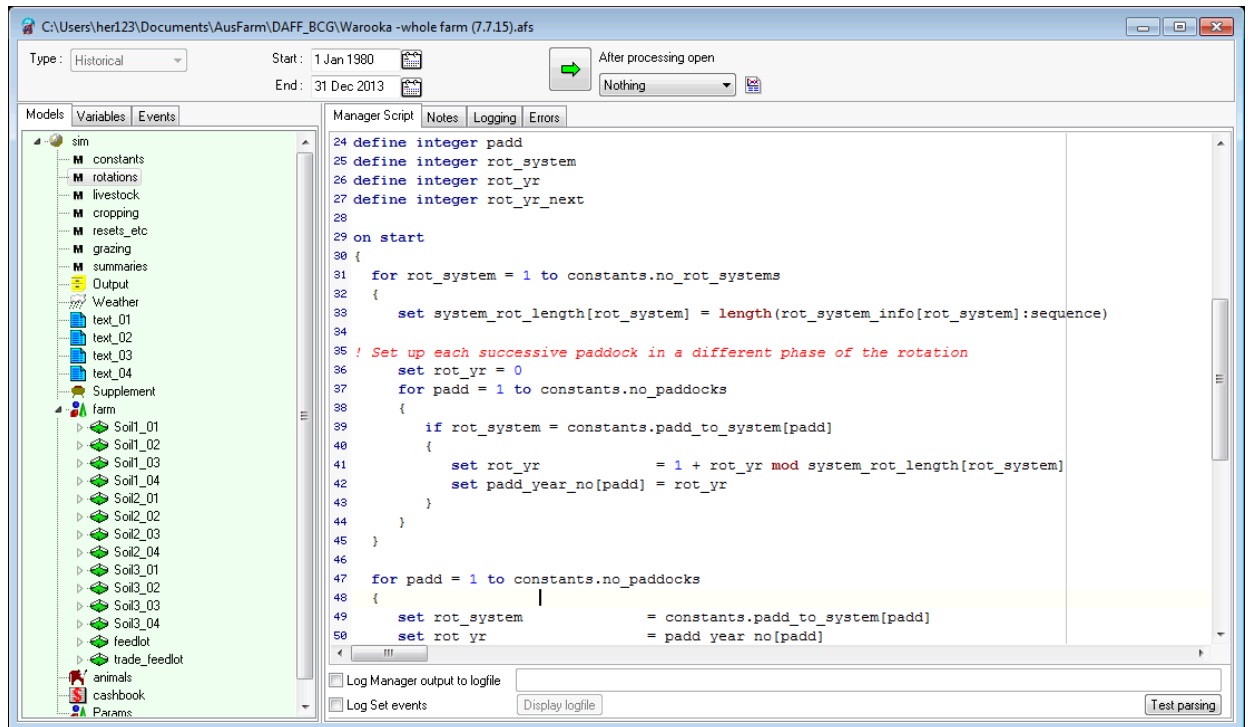 C:\Users\her123\Documents\AusFarm\DAFF_BCG\Warooka -whole farm (7.7.15).afs
Type : Historical
Start : 1 Jan 1980
End : 31 Dec 2013
After processing open
Nothing
Models Variables Events
sim
M constants
M rotations
M livestock
M cropping
M resets_etc
M grazing
M summaries
Output
Weather
text_01
text_02
text_03
text_04
Supplement
farm
Soil1_01
Soil1_02
Soil1_03
Soil1_04
Soil2_01
Soil2_02
Soil2_03
Soil2_04
Soil3_01
Soil3_02
Soil3_03
Soil3_04
feedlot
trade_feedlot
animals
cashbook
Params
Manager Script Notes Logging Errors
24 define integer padd
25 define integer rot_system
26 define integer rot_yr
27 define integer rot_yr_next
28
29 on start
30 {
31 for rot_system = 1 to constants.no_rot_systems
32 {
33 set system_rot_length[rot_system] = length(rot_system_info[rot_system]:sequence)
34
35 ! Set up each successive paddock in a different phase of the rotation
36 set rot_yr = 0
37 for padd = 1 to constants.no_paddocks
38 {
39 if rot_system = constants.padd_to_system[padd]
40 {
41 set rot_yr = 1 + rot_yr mod system_rot_length[rot_system]
42 set padd_year_no[padd] = rot_yr
43 }
44 }
45 }
46
47 for padd = 1 to constants.no_paddocks
48 {
49 set rot_system = constants.padd_to_system[padd]
50 set rot_yr = padd_year_no[padd]
Log Manager output to logfile
Log Set events
Display logfile
Test parsing